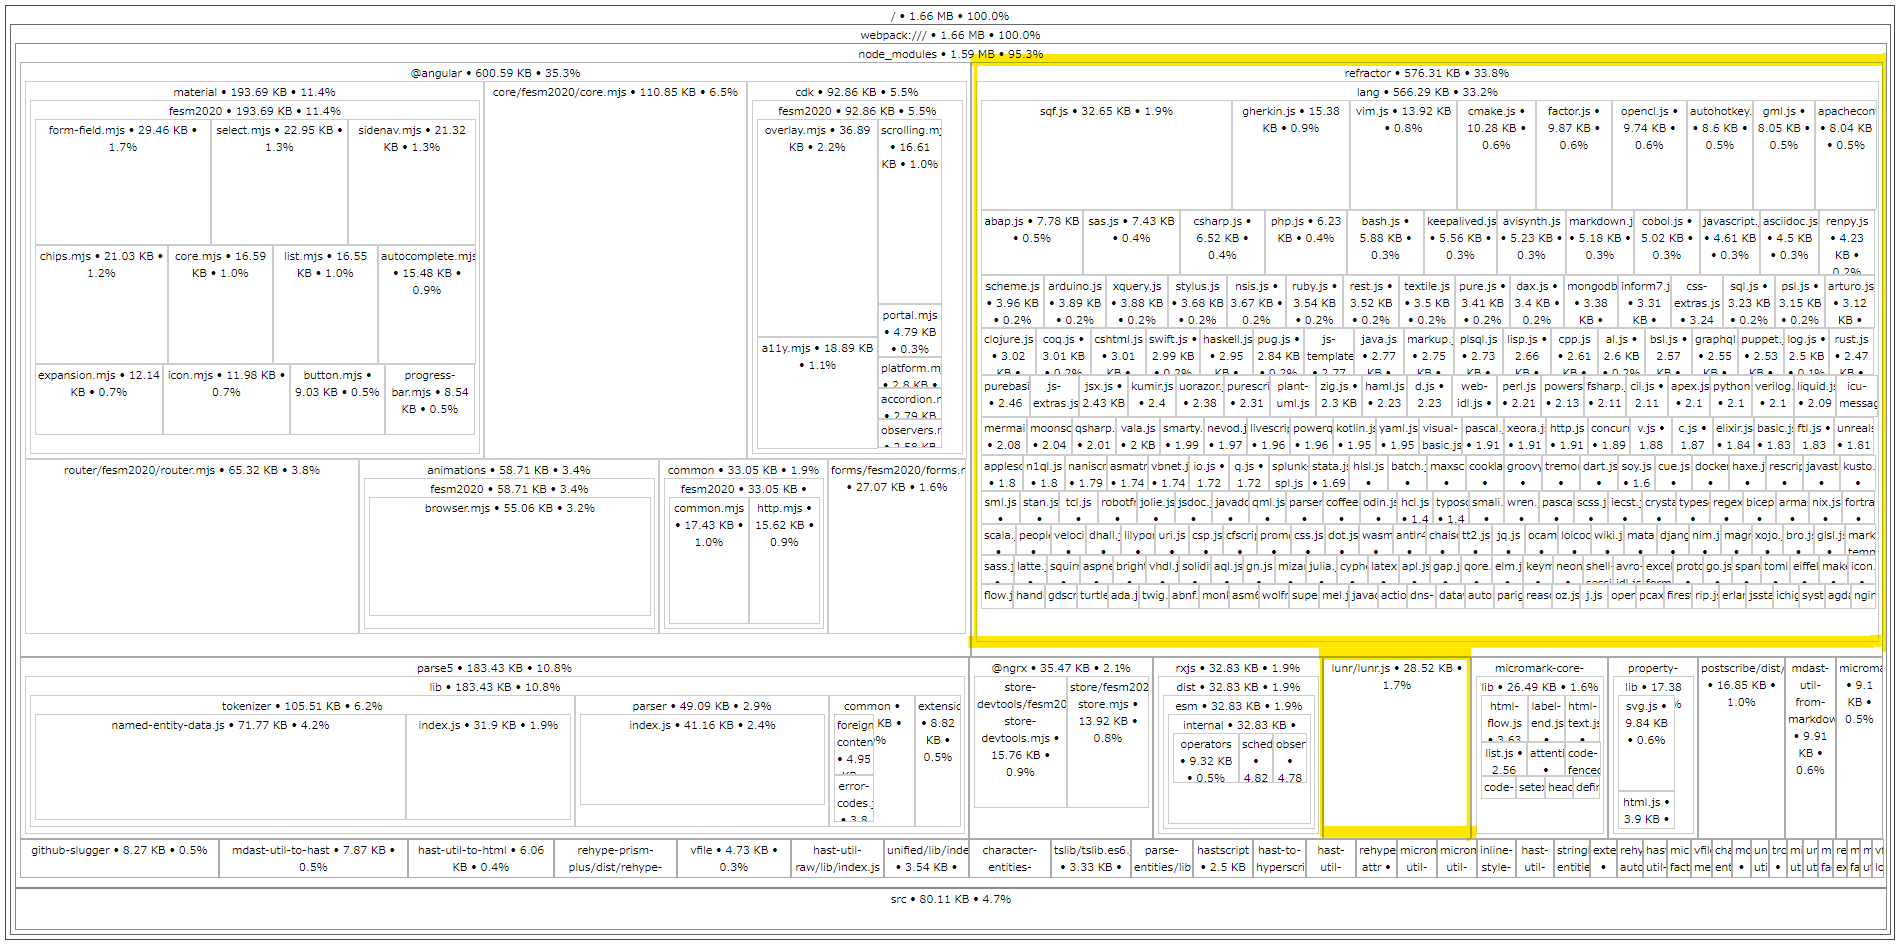 / • 1.66 MB • 100.0%
webpack:/// • 1.66 MB • 100.0%
node_modules • 1.59 MB • 95.3%
@angular • 600.59 KB • 35.3%
material • 193.69 KB • 11.4%
fesm2020 • 193.69 KB • 11.4%
form-field.mjs • 29.46 KB •
1.7%
select.mjs • 22.95 KB •
1.3%
sidenav.mjs • 21.32
KB • 1.3%
chips.mjs • 21.03 KB •
1.2%
core.mjs • 16.59
KB • 1.0%
list.mjs • 16.55
KB • 1.0%
autocomplete.mjs
• 15.48 KB •
0.9%
expansion.mjs • 12.14
KB • 0.7%
icon.mjs • 11.98 KB •
0.7%
button.mjs •
9.03 KB • 0.5%
progress-
bar.mjs • 8.54
KB • 0.5%
core/fesm2020/core.mjs • 110.85 KB • 6.5%
cdk • 92.86 KB • 5.5%
fesm2020 • 92.86 KB • 5.5%
overlay.mjs • 36.89
KB • 2.2%
a11y.mjs • 18.89 KB
• 1.1%
scrolling.mj
• 16.61
KB • 1.0%
portal.mjs
• 4.79 KB
• 0.3%
platform.m
• 2.8 KB •
accordion.m
• 2.79 KB
observers.m
• 2.58 KB
router/fesm2020/router.mjs • 65.32 KB • 3.8%
animations • 58.71 KB • 3.4%
fesm2020 • 58.71 KB • 3.4%
browser.mjs • 55.06 KB • 3.2%
common • 33.05 KB • 1.9%
fesm2020 • 33.05 KB •
common.mjs
• 17.43 KB •
1.0%
http.mjs •
15.62 KB •
0.9%
forms/fesm2020/forms.m
• 27.07 KB • 1.6%
refractor • 576.31 KB • 33.8%
lang • 566.29 KB • 33.2%
sqf.js • 32.65 KB • 1.9%
gherkin.js • 15.38
KB • 0.9%
vim.js • 13.92 KB
• 0.8%
cmake.js •
10.28 KB •
0.6%
factor.js •
9.87 KB •
0.6%
opencl.js •
9.74 KB •
0.6%
autohotkey.
• 8.6 KB •
0.5%
gml.js •
8.05 KB •
0.5%
apachecon
• 8.04 KB
• 0.5%
abap.js • 7.78 KB
• 0.5%
sas.js • 7.43 KB
• 0.4%
csharp.js •
6.52 KB •
0.4%
php.js • 6.23
KB • 0.4%
bash.js •
5.88 KB •
0.3%
keepalived.js
• 5.56 KB •
0.3%
avisynth.js
• 5.23 KB •
0.3%
markdown.j
• 5.18 KB •
0.3%
cobol.js •
5.02 KB •
0.3%
javascript.
• 4.61 KB
• 0.3%
asciidoc.js
• 4.5 KB
• 0.3%
renpy.js
• 4.23
KB •
0.2%
scheme.js
• 3.96 KB
• 0.2%
arduino.js
• 3.89 KB
• 0.2%
xquery.js
• 3.88 KB
• 0.2%
stylus.js
• 3.68 KB
• 0.2%
nsis.js •
3.67 KB •
0.2%
ruby.js •
3.54 KB
• 0.2%
rest.js •
3.52 KB
• 0.2%
textile.js
• 3.5 KB
• 0.2%
pure.js •
3.41 KB
• 0.2%
dax.js •
3.4 KB •
0.2%
mongodb
• 3.38
KB •
inform7.j
• 3.31
KB •
css-
extras.js
• 3.24
sql.js •
3.23 KB
• 0.2%
psl.js •
3.15 KB
• 0.2%
arturo.js
• 3.12
KB •
clojure.js
• 3.02
KB •
coq.js •
3.01 KB
• 0.2%
cshtml.js
• 3.01
KB •
swift.js •
2.99 KB
• 0.2%
haskell.js
• 2.95
KB •
pug.js •
2.84 KB
• 0.2%
js-
template
• 2.77
java.js •
2.77
KB •
markup.
• 2.75
KB •
plsql.js
• 2.73
KB •
lisp.js •
2.66
KB •
cpp.js
• 2.61
KB •
al.js •
2.6 KB
• 0.2%
bsl.js •
2.57
KB •
graphql
• 2.55
KB •
puppet.
• 2.53
KB •
log.js •
2.5 KB
• 0.1%
rust.js
• 2.47
KB •
purebasi
• 2.46
js-
extras.js
jsx.js •
2.43 KB
kumir.js
• 2.4
uorazor.
• 2.38
purescri
• 2.31
plant-
uml.js
zig.js •
2.3 KB
haml.js
• 2.23
d.js •
2.23
web-
idl.js •
perl.js
• 2.21
powers
• 2.13
fsharp.
• 2.11
cil.js •
2.11
apex.js
• 2.1
python
• 2.1
verilog.
• 2.1
liquid.js
• 2.09
icu-
messag
mermai
• 2.08
moonsc
• 2.04
qsharp.
• 2.01
vala.js
• 2 KB
smarty.
• 1.99
nevod.j
• 1.97
livescrip
• 1.96
powerq
• 1.96
kotlin.js
• 1.95
yaml.js
• 1.95
visual-
basic.js
pascal.
• 1.91
xeora.j
• 1.91
http.js
• 1.91
concur
• 1.89
v.js •
1.88
c.js •
1.87
elixir.js
• 1.84
basic.j
• 1.83
ftl.js •
1.83
unreals
• 1.81
applesc
• 1.8
n1ql.js
• 1.8
naniscr
• 1.79
asmatr
• 1.74
vbnet.j
• 1.74
io.js •
1.72
q.js •
1.72
splunk-
spl.js
stata.j
• 1.69
hlsl.js
•
batch.
•
maxsc
•
cookla
•
groovy
•
tremor
•
dart.js
•
soy.js
• 1.6
cue.js
•
docker
•
haxe.j
•
rescrip
•
javast
•
kusto.
•
sml.js
•
stan.js
•
tcl.js
•
robotfr
•
jolie.js
•
jsdoc.
•
javado
•
qml.js
•
parser
•
coffee
•
odin.js
•
hcl.js
• 1.4
typosc
• 1.4
smali.
•
wren.
•
pasca
•
scss.j
•
iecst.
•
crysta
•
types
•
regex
•
bicep
•
arma
•
nix.js
•
fortra
•
scala.
•
people
•
veloci
•
dhall.j
•
lilypon
•
uri.js
•
csp.js
•
cfscrip
•
prom
•
css.js
•
dot.js
•
wasm
•
antlr4
•
chais
•
tt2.js
•
jq.js
•
ocam
•
lolcod
•
wiki.j
•
mata
•
djang
•
nim.j
•
magr
•
xojo.
•
bro.js
•
glsl.js
•
mark
temp
sass.j
•
latte.
•
squirr
•
aspne
•
bright
•
vhdl.j
•
solidi
•
aql.js
•
gn.js
•
mizar
•
julia.
•
cyph
•
latex
•
apl.js
•
gap.j
•
qore.
•
elm.j
•
keym
•
neon
•
shell-
sessi
avro-
idl.js
excel
form
proto
•
go.js
•
spar
•
toml
•
eiffel
•
make
•
icon.
•
flow.j
hand
gdscr
turtle
ada.j
twig.
abnf.
monk
asm6
wolfr
supe
mel.j
javac
actio
dns-
data
auto
parig
reaso
oz.js
j.js
oper
pcax
fires
rip.js
erlan
jssta
ichig
syst
agda
ngin
parse5 • 183.43 KB • 10.8%
lib • 183.43 KB • 10.8%
tokenizer • 105.51 KB • 6.2%
named-entity-data.js • 71.77 KB • 4.2%
index.js • 31.9 KB • 1.9%
parser • 49.09 KB • 2.9%
index.js • 41.16 KB • 2.4%
common •
KB •
foreign
conten
• 4.95
error-
codes.j
• 3.8
extensio
• 8.82
KB •
0.5%
@ngrx • 35.47 KB • 2.1%
store-
devtools/fesm20
store-
devtools.mjs •
15.76 KB •
0.9%
store/fesm202
store.mjs •
13.92 KB •
0.8%
rxjs • 32.83 KB • 1.9%
dist • 32.83 KB • 1.9%
esm • 32.83 KB • 1.9%
internal • 32.83 KB •
operators
• 9.32 KB
• 0.5%
sched
•
4.82
obser
•
4.78
lunr/lunr.js • 28.52 KB •
1.7%
micromark-core-
lib • 26.49 KB • 1.6%
html-
flow.js
• 3.63
label-
end.js
html-
text.js
list.js •
2.56
attenti
•
code-
fenced
code-
setex
head
defin
property-
lib • 17.38
svg.js •
9.84 KB
• 0.6%
html.js •
3.9 KB •
postscribe/dist/
• 16.85 KB •
1.0%
mdast-
util-
from-
markdow
• 9.91
KB •
0.6%
microma
• 9.1
KB •
0.5%
github-slugger • 8.27 KB • 0.5%
mdast-util-to-hast • 7.87 KB •
0.5%
hast-util-to-html • 6.06
KB • 0.4%
rehype-prism-
plus/dist/rehype-
vfile • 4.73 KB •
0.3%
hast-util-
raw/lib/index.js
unified/lib/inde
• 3.54 KB •
character-
entities-
tslib/tslib.es6.
• 3.33 KB •
parse-
entities/lib
hastscript
• 2.5 KB
hast-to-
hyperscri
hast-
util-
rehype
attr •
micron
util-
micron
util-
inline-
style-
hast-
util-
stringi
entitie
exte
•
rehy
auto
hast
util-
mic
fac
vfile
me
cha
ent
mo
•
un
uti
tro
•
src • 80.11 KB • 4.7%